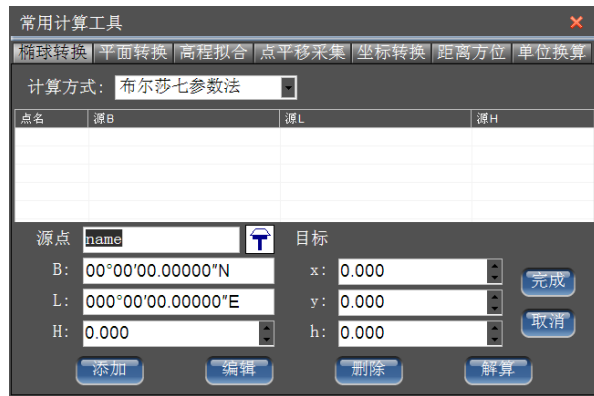 常用计算工具
椭球转换 平面转换 高程拟合 点平移采集 坐标转换 距离方位 单位换算
计算方式: 布尔莎七参数法
点名 源B 源L 源H
源点 name 目标
B: 00°00'00.00000"N x: 0.000 完成
L: 000°00'00.00000"E y: 0.000 取消
H: 0.000 h: 0.000
添加 编辑 删除 解算